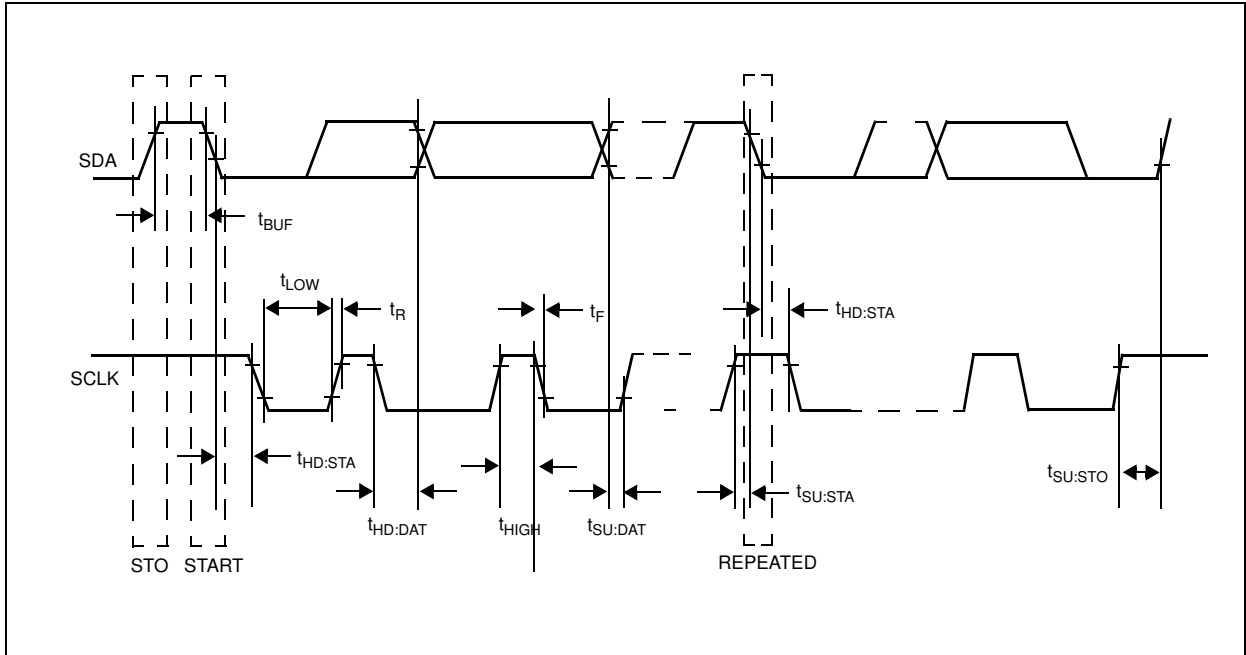 SDA
tBUF
tLOW
tR
tF
tHD:STA
SCLK
tHD:STA
tHD:DAT
tHIGH
tSU:DAT
tSU:STA
tSU:STO
STO START
REPEATED